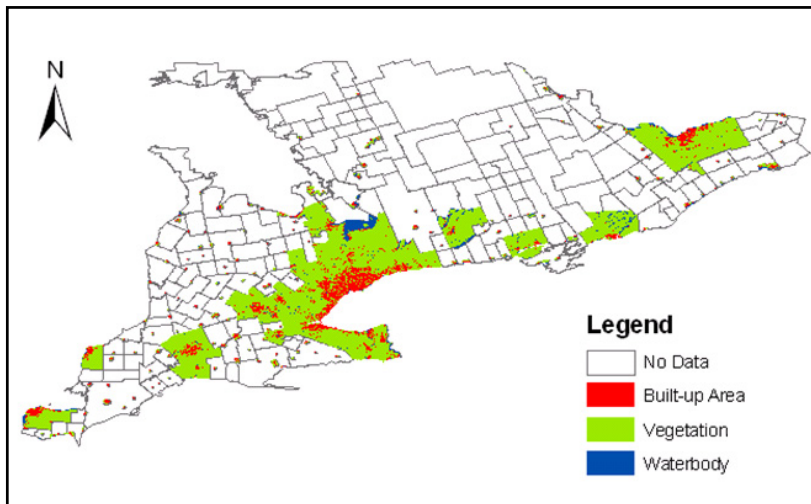 N
Legend
No Data
Built-up Area
Vegetation
Waterbody